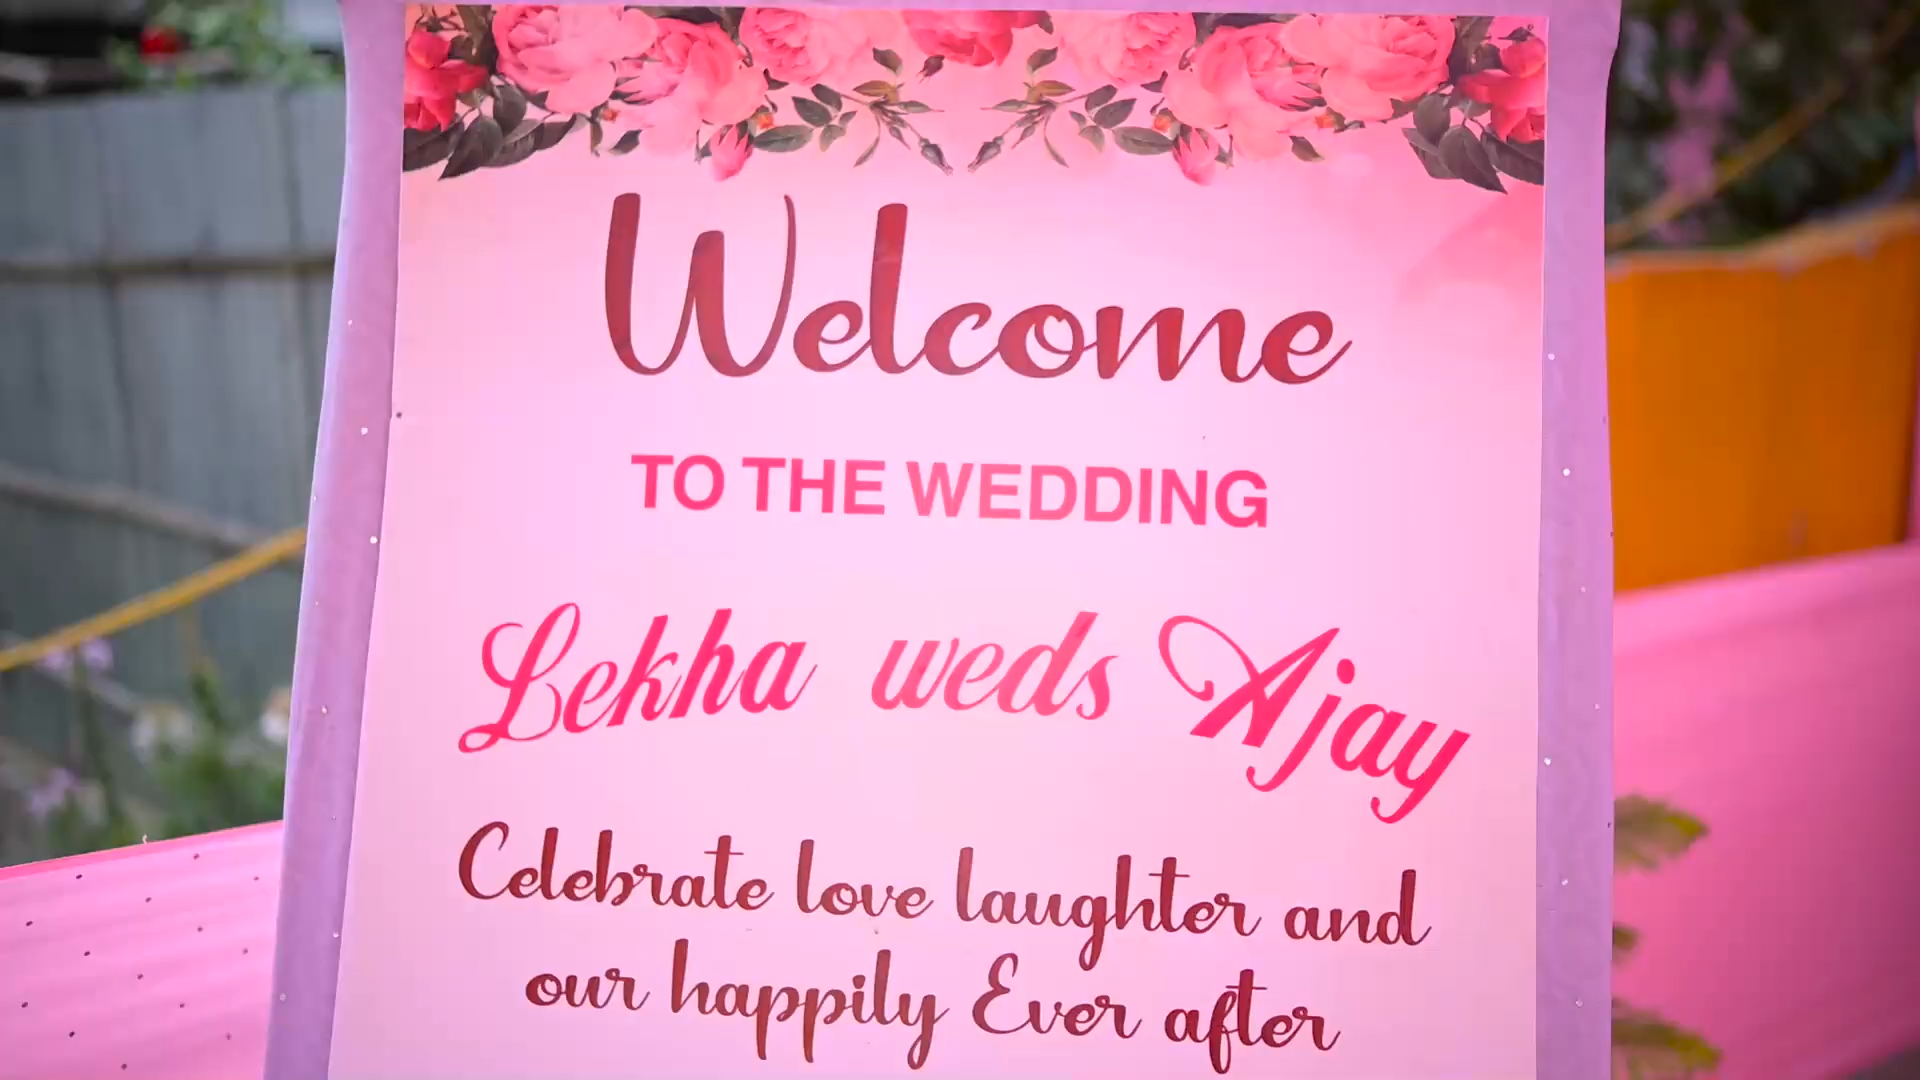 Welcome
TO THE WEDDING
Lekha weds Ajay
Celebrate love laughter and
our happily Ever after